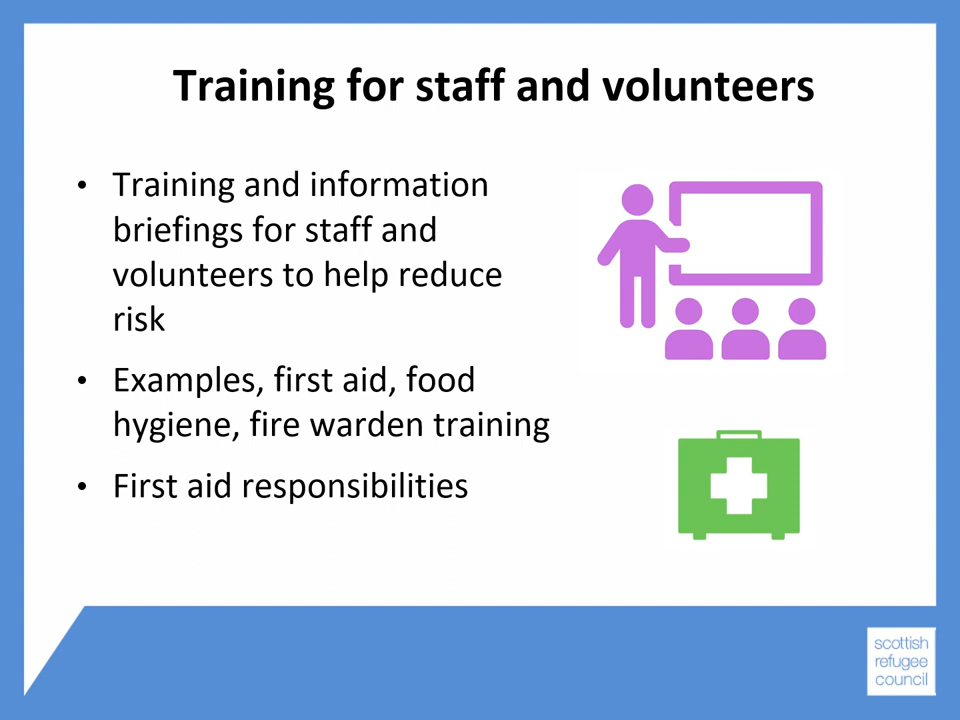 Training for staff and volunteers
• Training and information
briefings for staff and
volunteers to help reduce
risk
• Examples, first aid, food
hygiene, fire warden training
• First aid responsibilities
scottish
refugee
council